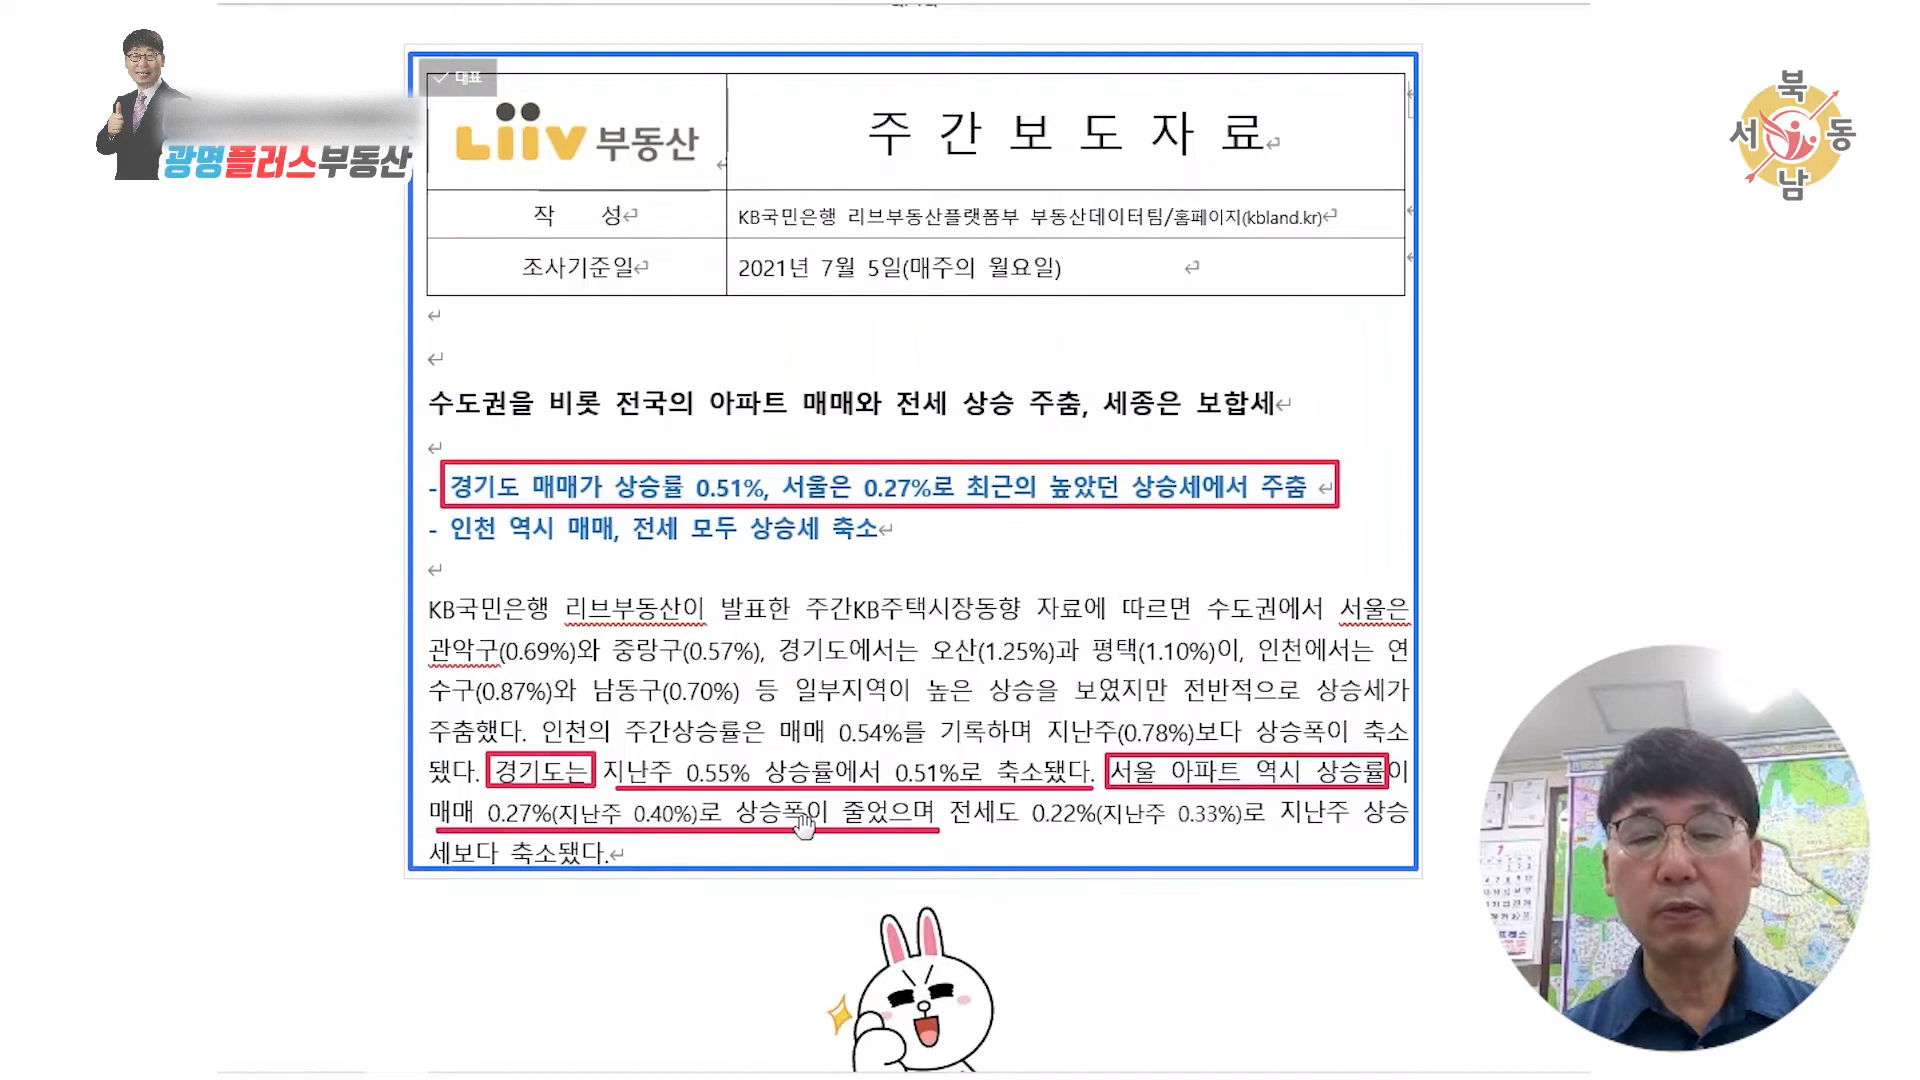 대표
Liiv 부동산
주 간 보 도 자 료
광명플러스부동산
북
서 동
남
작 성
KB국민은행 리브부동산플랫폼부 부동산데이터팀/홈페이지(kbland.kr)
조사기준일
2021년 7월 5일(매주의 월요일)
수도권을 비롯 전국의 아파트 매매와 전세 상승 주춤, 세종은 보합세
- 경기도 매매가 상승률 0.51%, 서울은 0.27%로 최근의 높았던 상승세에서 주춤
- 인천 역시 매매, 전세 모두 상승세 축소
KB국민은행 리브부동산이 발표한 주간KB주택시장동향 자료에 따르면 수도권에서 서울은
관악구(0.69%)와 중랑구(0.57%), 경기도에서는 오산(1.25%)과 평택(1.10%)이, 인천에서는 연
수구(0.87%)와 남동구(0.70%) 등 일부지역이 높은 상승을 보였지만 전반적으로 상승세가
주춤했다. 인천의 주간상승률은 매매 0.54%를 기록하며 지난주(0.78%)보다 상승폭이 축소
됐다. 경기도는 지난주 0.55% 상승률에서 0.51%로 축소됐다. 서울 아파트 역시 상승률이
매매 0.27%(지난주 0.40%)로 상승폭이 줄었으며 전세도 0.22%(지난주 0.33%)로 지난주 상승
세보다 축소됐다.
7